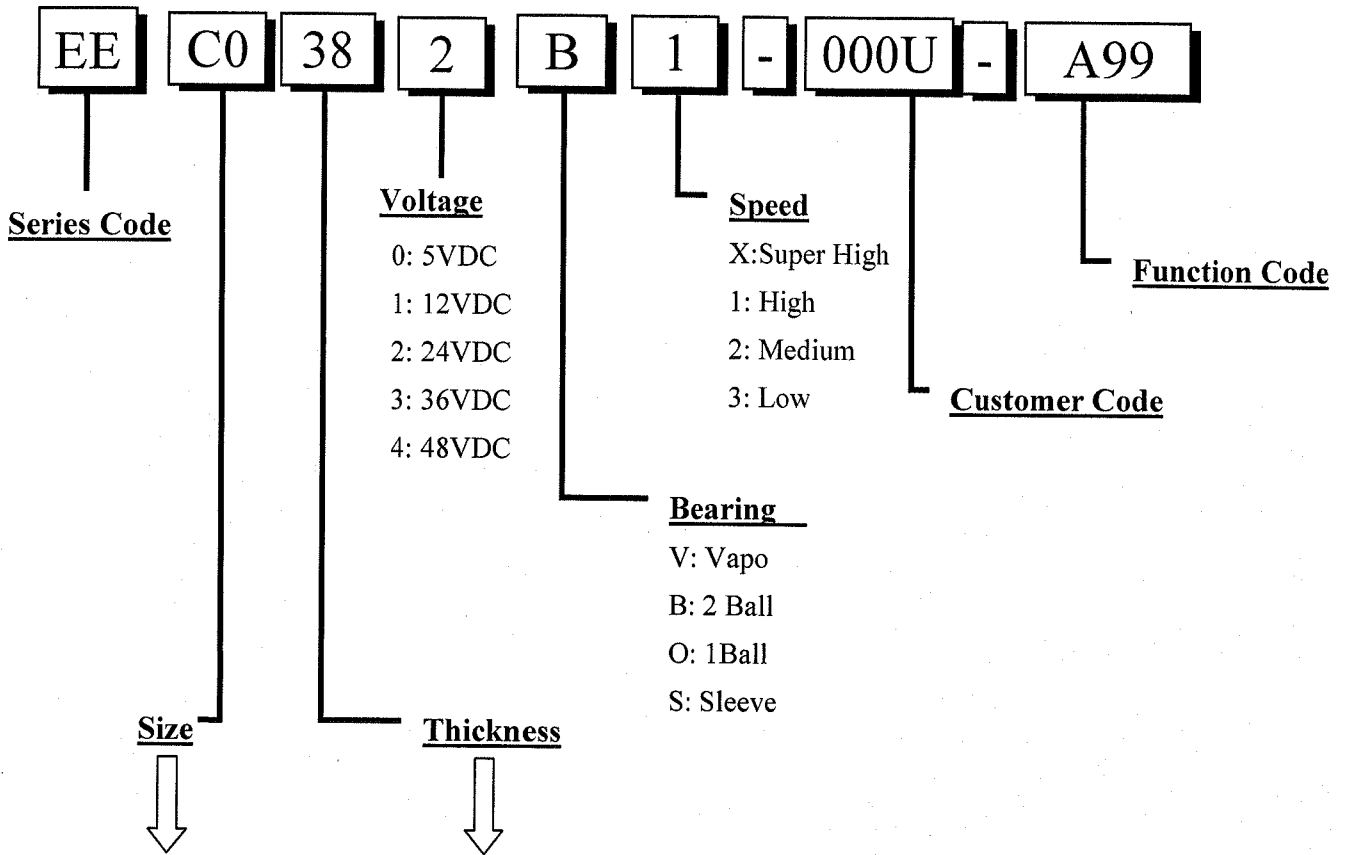 EE C0 38 2 B 1 - 000U - A99
Series Code
Voltage
0: 5VDC
1: 12VDC
2: 24VDC
3: 36VDC
4: 48VDC
Speed
X:Super High
1: High
2: Medium
3: Low
Function Code
Customer Code
Bearing
V: Vapo
B: 2 Ball
O: 1Ball
S: Sleeve
Size
Thickness